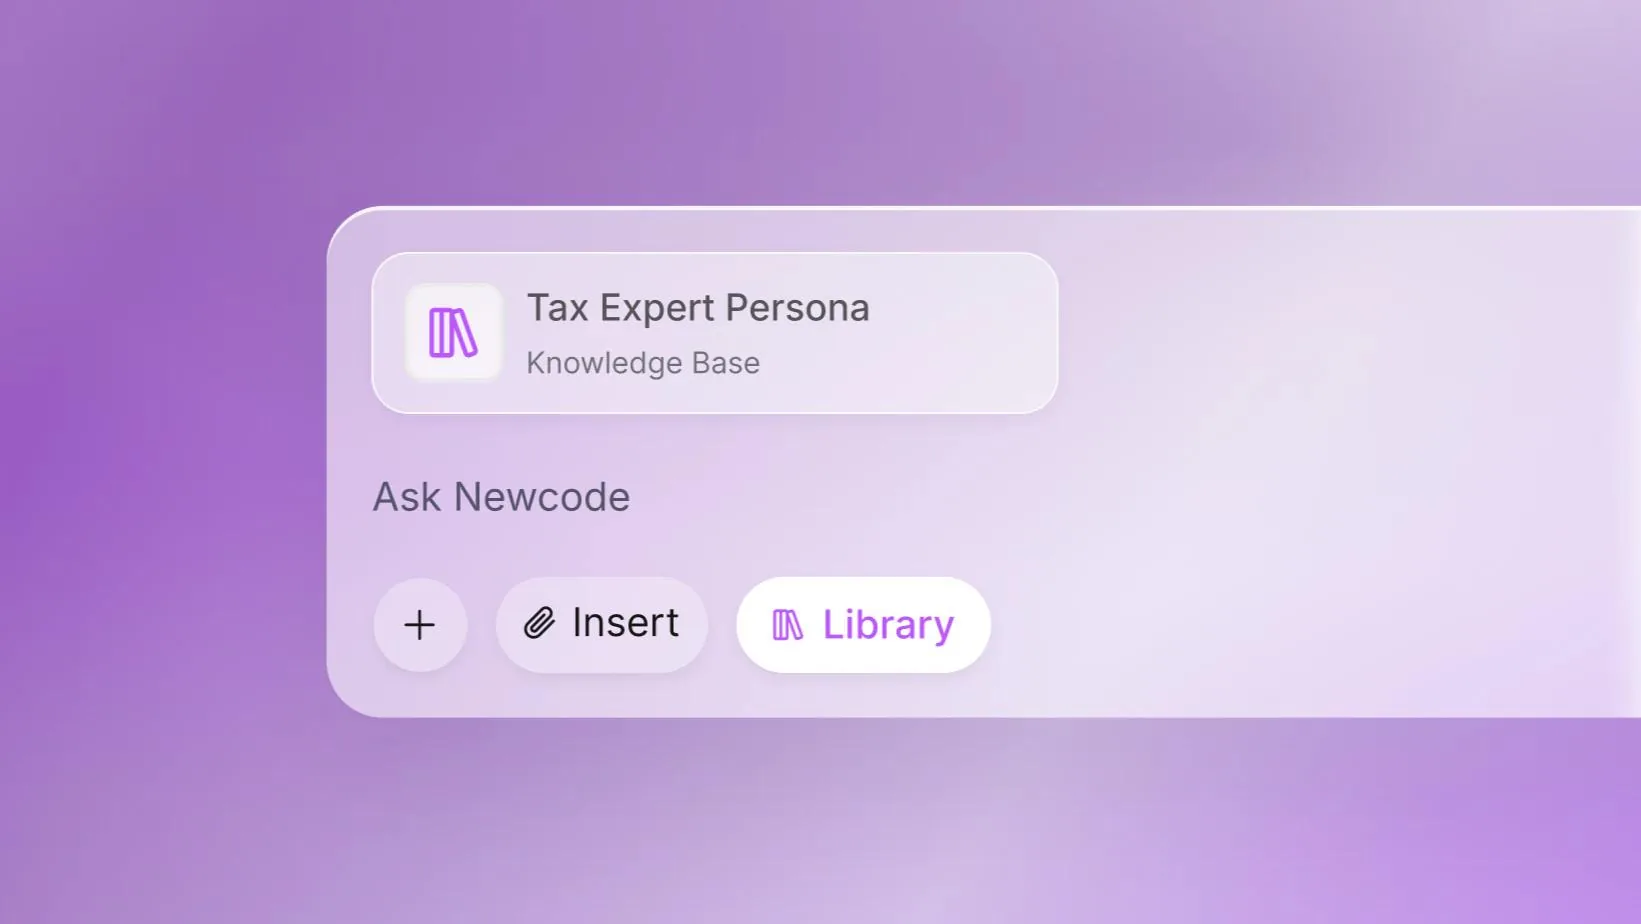 Tax Expert Persona
Knowledge Base
Ask Newcode
Insert
Library